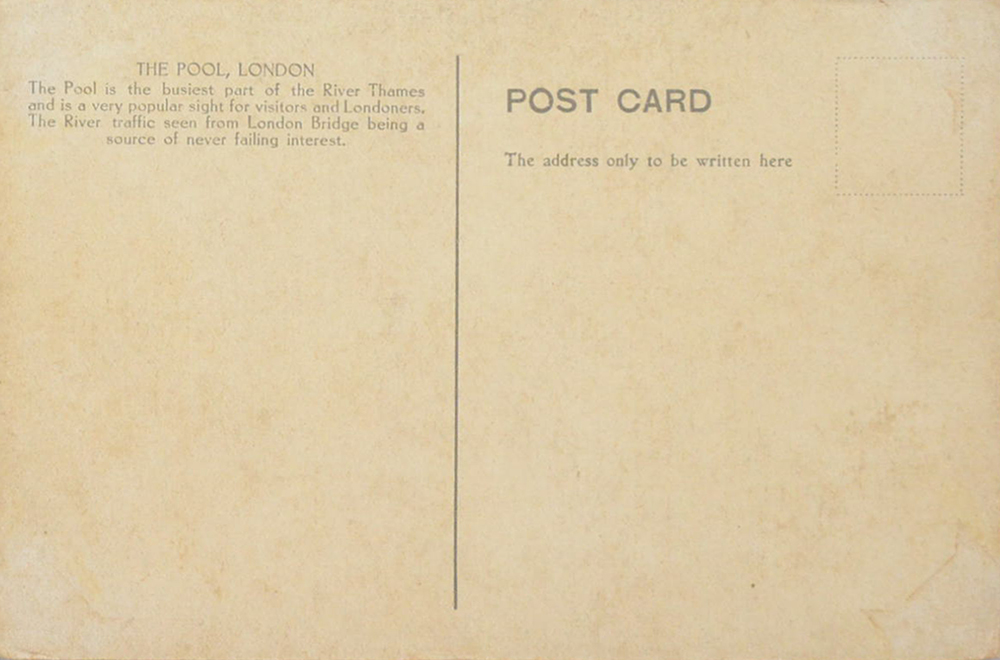 THE POOL, LONDON
The Pool is the busiest part of the River Thames
and is a very popular sight for visitors and Londoners.
The River traffic seen from London Bridge being a
source of never failing interest.
POST CARD
The address only to be written here